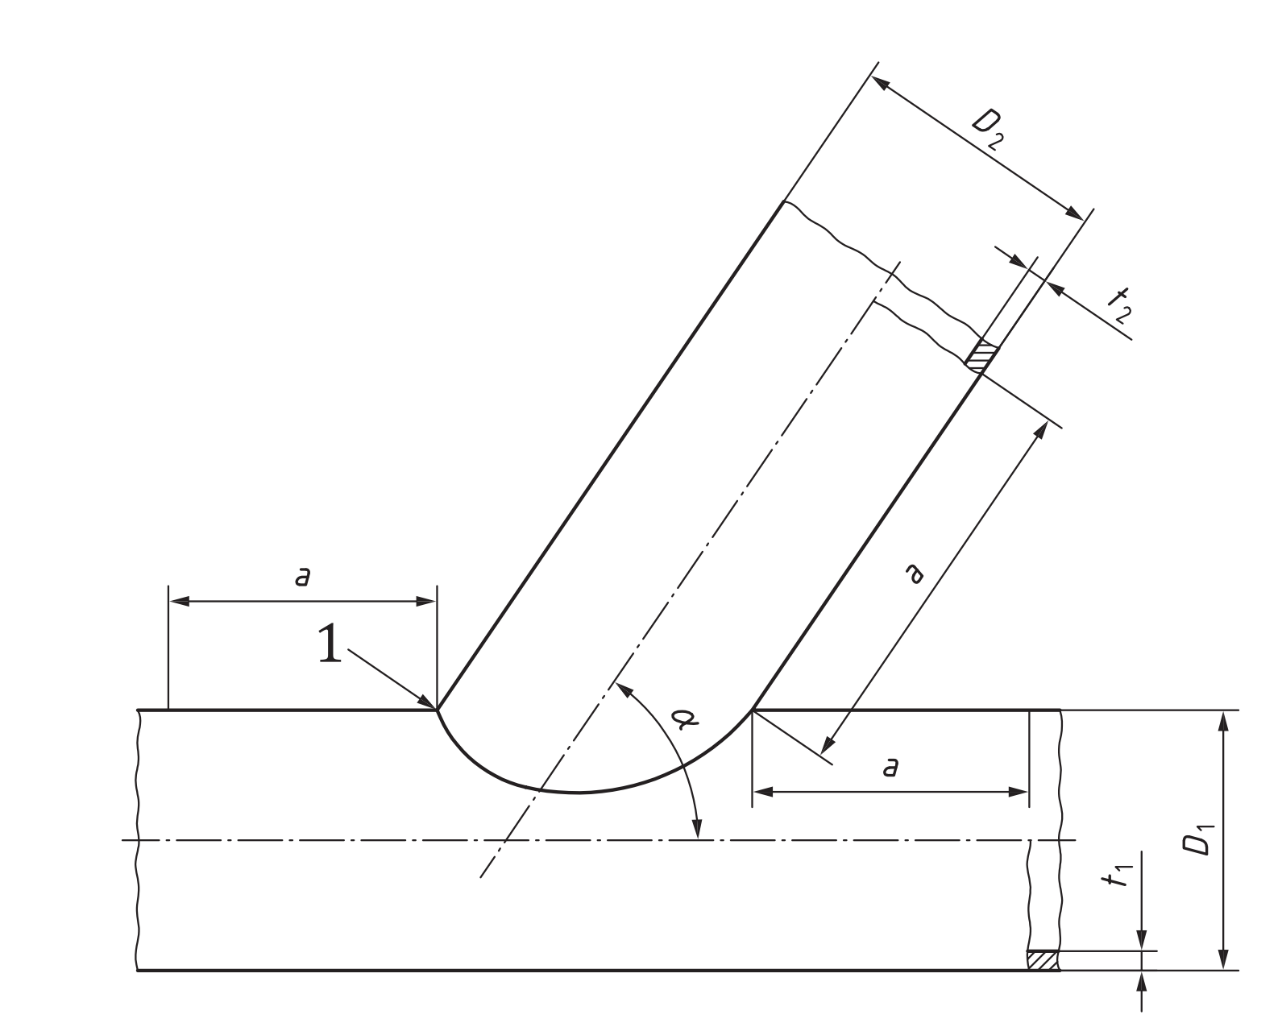 D₂
t₂
a
a
1
α
a
D₁
t₁